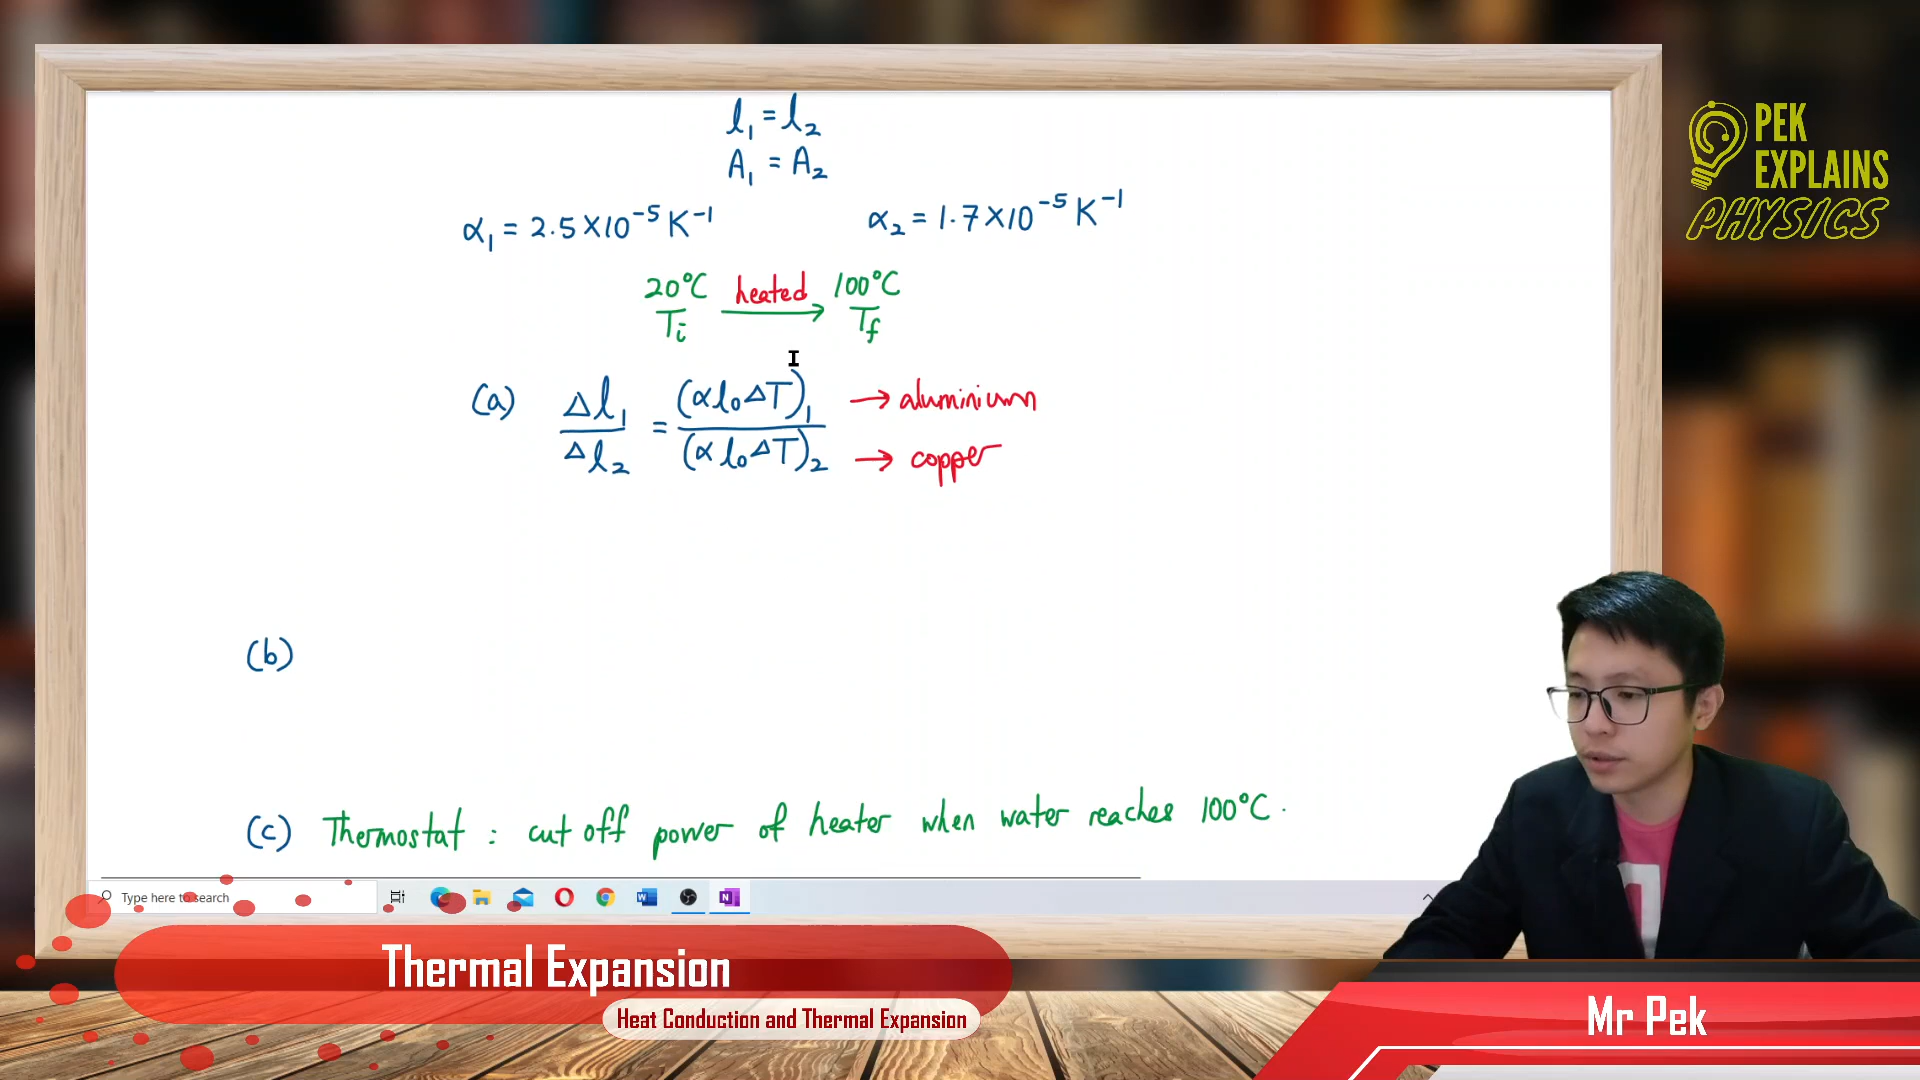 l₁ = l₂
A₁ = A₂
α₁ = 2.5 X 10⁻⁵ K⁻¹
α₂ = 1.7 X 10⁻⁵ K⁻¹
20°C heated 100°C
Tᵢ → T_f
(a) Δl₁/Δl₂ = (αl₀ΔT)₁/(αl₀ΔT)₂
→ aluminium
→ copper
(b)
(c) Thermostat : cut off power of heater when water reaches 100°C.
Type here to search
Thermal Expansion
Heat Conduction and Thermal Expansion
Mr Pek
PEK
EXPLAINS
PHYSICS